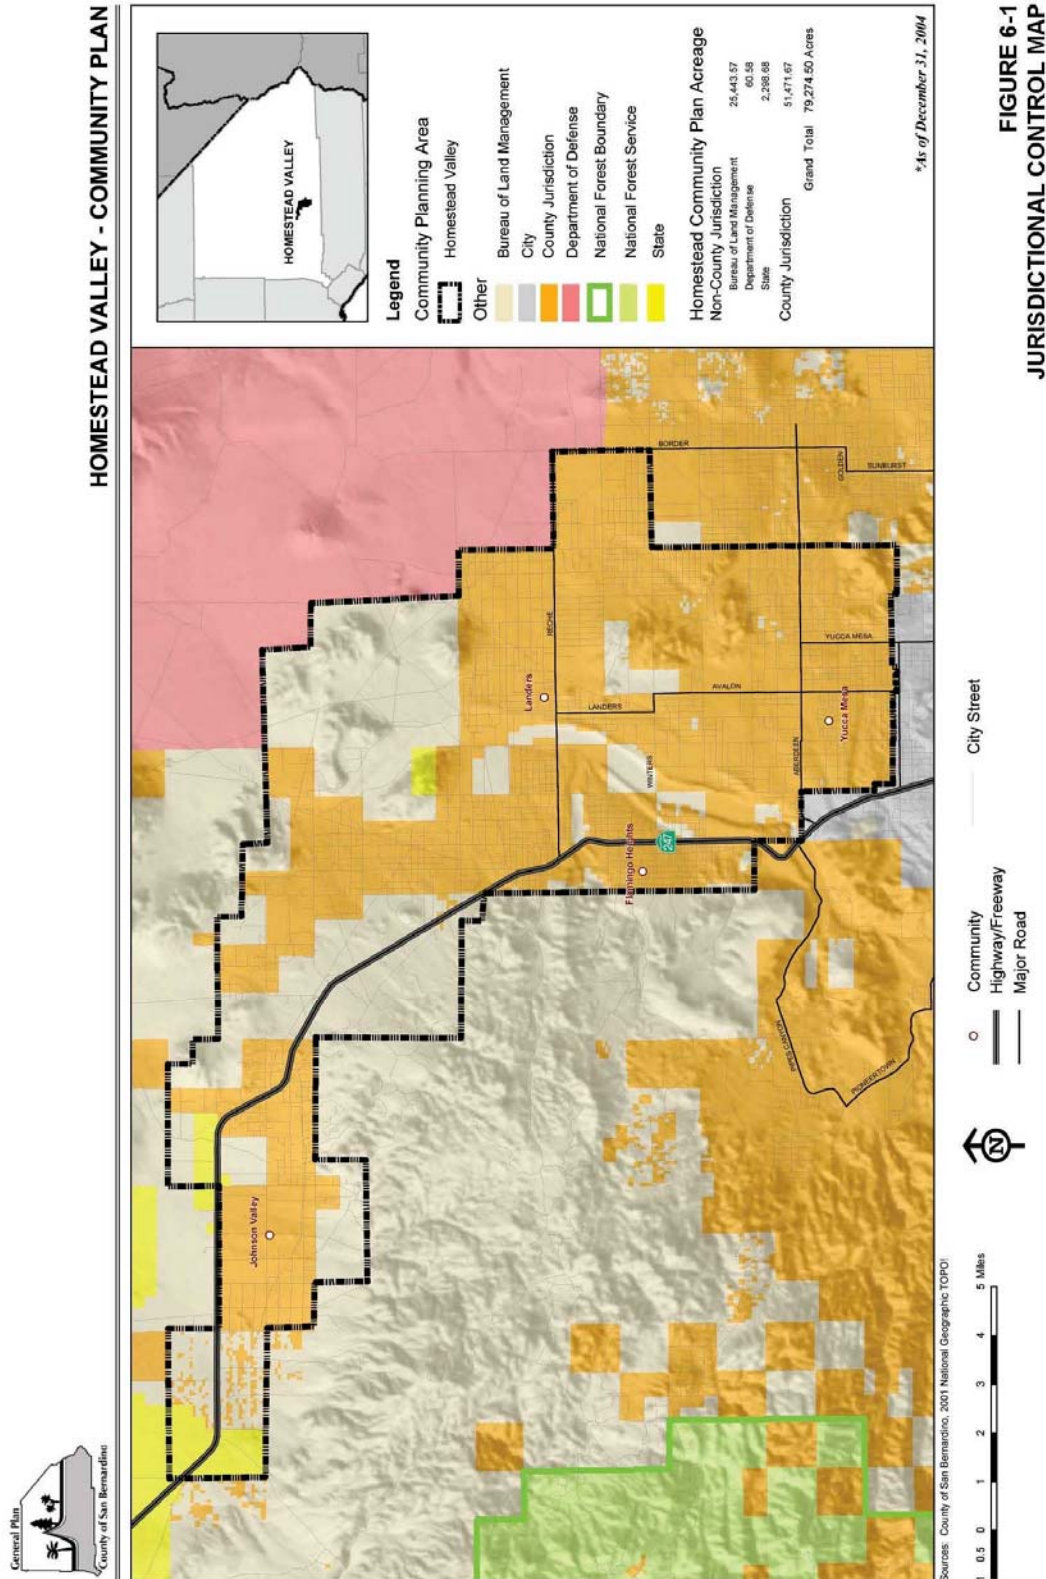 General Plan
County of San Bernardino
HOMESTEAD VALLEY - COMMUNITY PLAN
HOMESTEAD VALLEY
Legend
Community Planning Area
Homestead Valley
Other
Bureau of Land Management
City
County Jurisdiction
Department of Defense
National Forest Boundary
National Forest Service
State
Homestead Community Plan Acreage
Non-County Jurisdiction
Bureau of Land Management 25,443.57
Department of Defense 60.58
State 2,298.68
County Jurisdiction 51,471.67
Grand Total 79,274.50 Acres
*As of December 31, 2004
Johnson Valley
Landers
RECHE
LANDERS
Flamingo Heights
247
WINTERS
AVALON
BORDER
ABERDEEN
YUCCA MESA
Yucca Mesa
GOLDEN
SUNBURST
PIPES CANYON
PIONEERTOWN
Sources: County of San Bernardino, 2001 National Geographic TOPO!
1 0.5 0 1 2 3 4 5 Miles
N
Community
Highway/Freeway
Major Road
City Street
FIGURE 6-1
JURISDICTIONAL CONTROL MAP